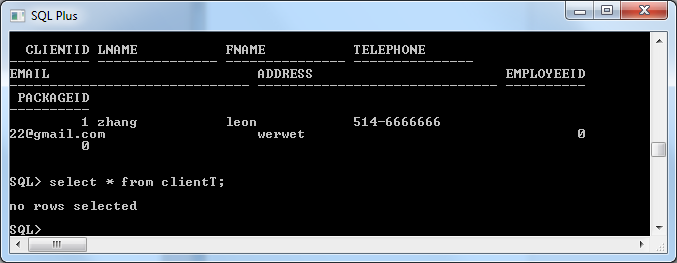 SQL Plus
CLIENTID LNAME FNAME TELEPHONE
EMAIL ADDRESS EMPLOYEEID
PACKAGEID
1 zhang leon 514-6666666
22@gmail.com werwet 0
0
SQL> select * from clientT;
no rows selected
SQL>